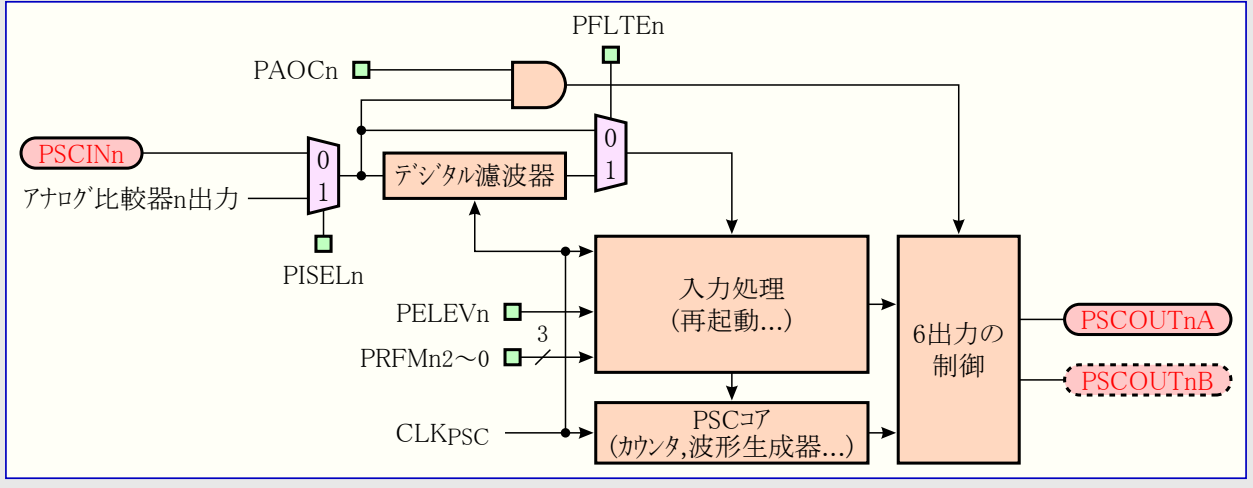 PFLTEn
PAOCn
PSCINn
0
1
0
1
デジタル濾波器
アナログ比較器n出力
PISELn
入力処理
(再起動...)
PELEVn
3
PRFMn2～0
6出力の
制御
PSCOUTnA
PSCOUTnB
CLKPSC
PSCコア
(カウンタ,波形生成器...)